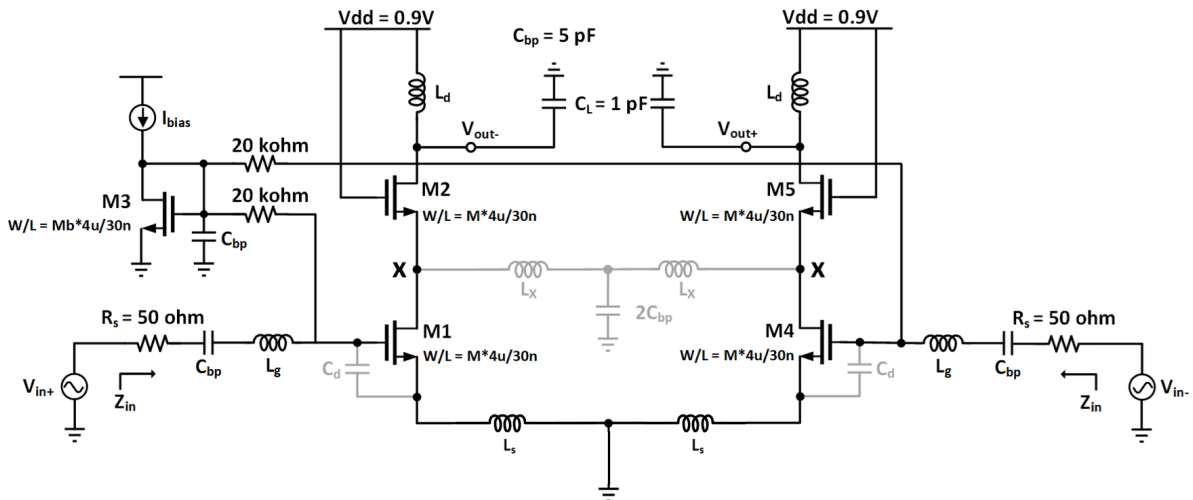 Vdd = 0.9V
Vdd = 0.9V
Cbp = 5 pF
Ld
CL = 1 pF
Ld
Ibias
Vout-
Vout+
20 kohm
M3
20 kohm
M2
M5
W/L = Mb*4u/30n
W/L = M*4u/30n
W/L = M*4u/30n
Cbp
X
X
LX
LX
2Cbp
Rs = 50 ohm
Rs = 50 ohm
M1
M4
W/L = M*4u/30n
W/L = M*4u/30n
Cbp
Lg
Cd
Cd
Lg
Cbp
Vin+
Zin
Zin
Vin-
Ls
Ls